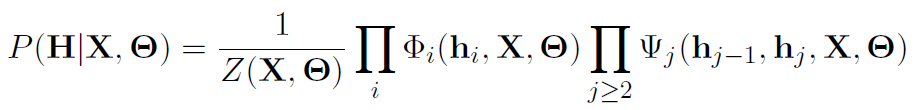 P(H|X, Θ) = 1/Z(X, Θ) ∏_i Φ_i(h_i, X, Θ) ∏_{j≥2} Ψ_j(h_{j−1}, h_j, X, Θ)